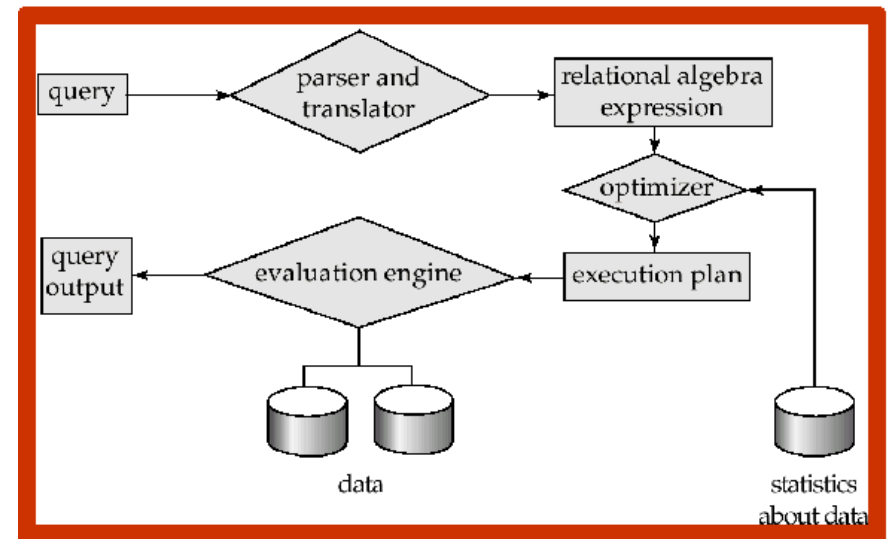 query
parser and
translator
relational algebra
expression
optimizer
query
output
evaluation engine
execution plan
data
statistics
about data